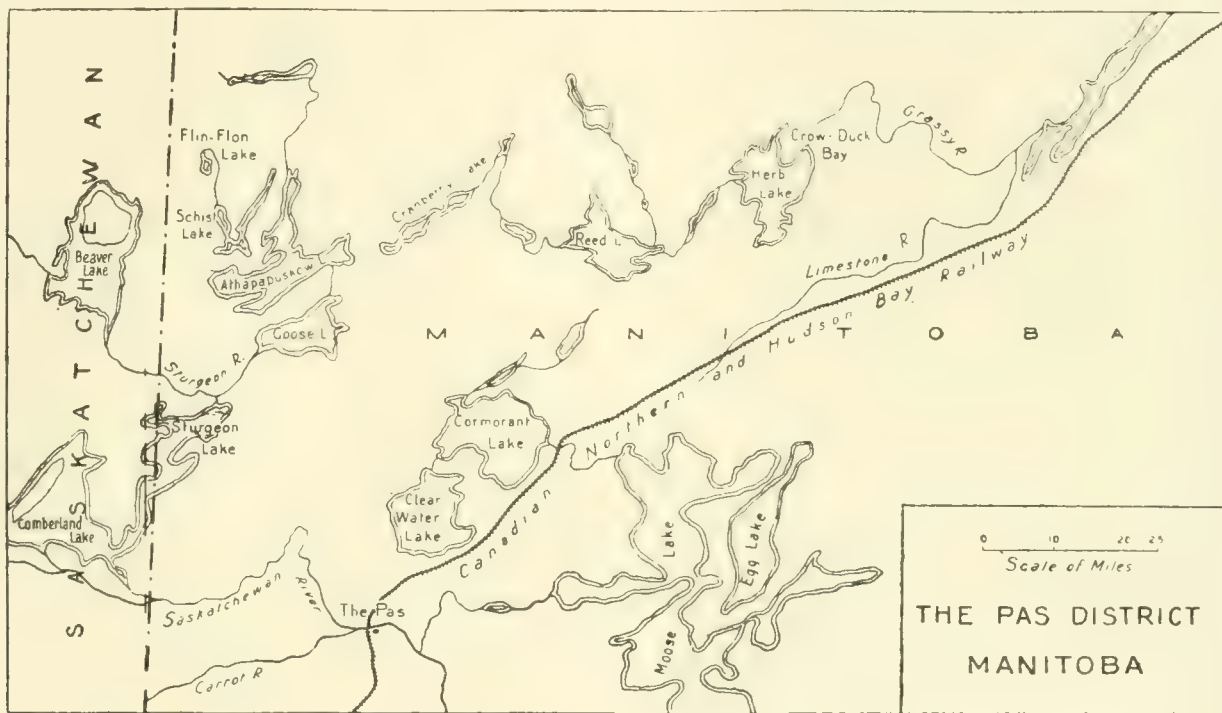 SASKATCHEWAN
Flin-Flon
Lake
Schist
Lake
Beaver
Lake
Athapapuskow
Goose L.
Sturgeon R.
Sturgeon
Lake
Comberland
Lake
Cranberry Lake
Reed L
Herb
Lake
Crow-Duck
Bay
Grassy R.
Limestone R
MANITOBA
Canadian Northern and Hudson Bay Railway
Cormorant
Lake
Clear
Water
Lake
Moose Lake
Egg Lake
Saskatchewan
River
The Pas
Carrot R
0 10 20 25
Scale of Miles
THE PAS DISTRICT
MANITOBA